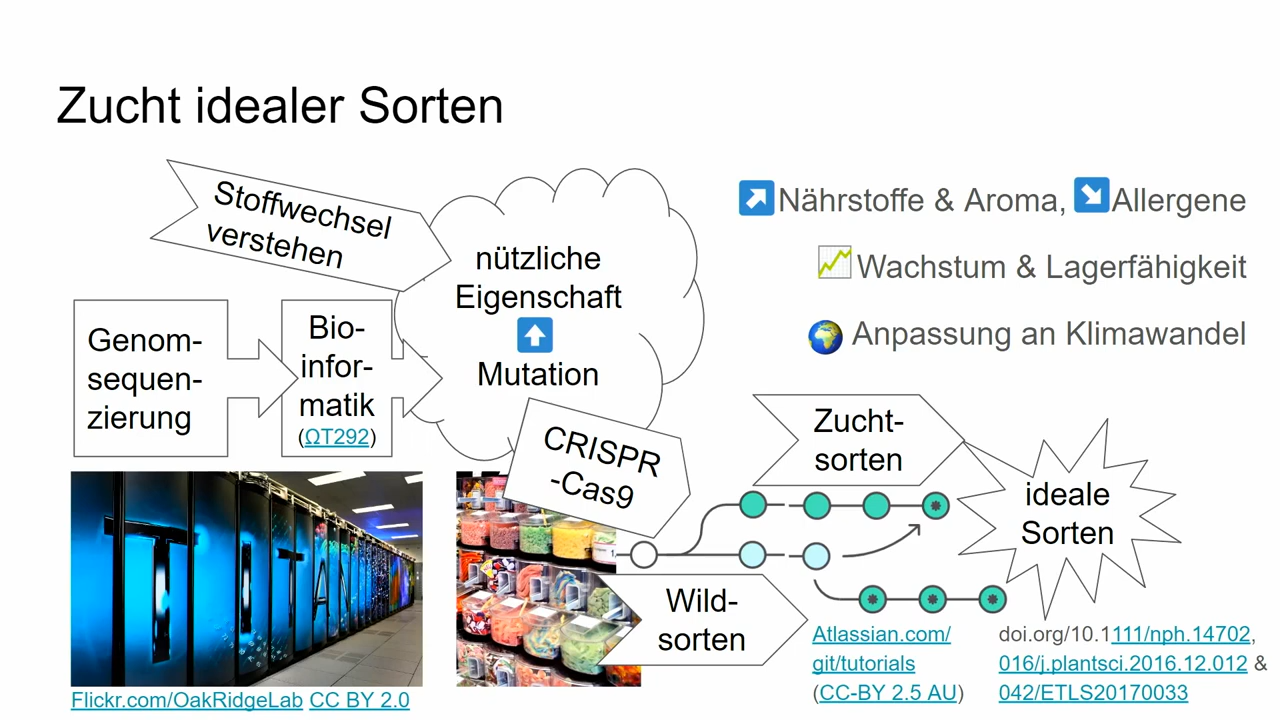 Zucht idealer Sorten
Stoffwechsel
verstehen
nützliche
Eigenschaft
Mutation
Genom-
sequen-
zierung
Bio-
infor-
matik
(ΩT292)
CRISPR
-Cas9
Nährstoffe & Aroma, Allergene
Wachstum & Lagerfähigkeit
Anpassung an Klimawandel
Zucht-
sorten
ideale
Sorten
Wild-
sorten
TITAN
Flickr.com/OakRidgeLab CC BY 2.0
Atlassian.com/
git/tutorials
(CC-BY 2.5 AU)
doi.org/10.1111/nph.14702,
016/j.plantsci.2016.12.012 &
042/ETLS20170033